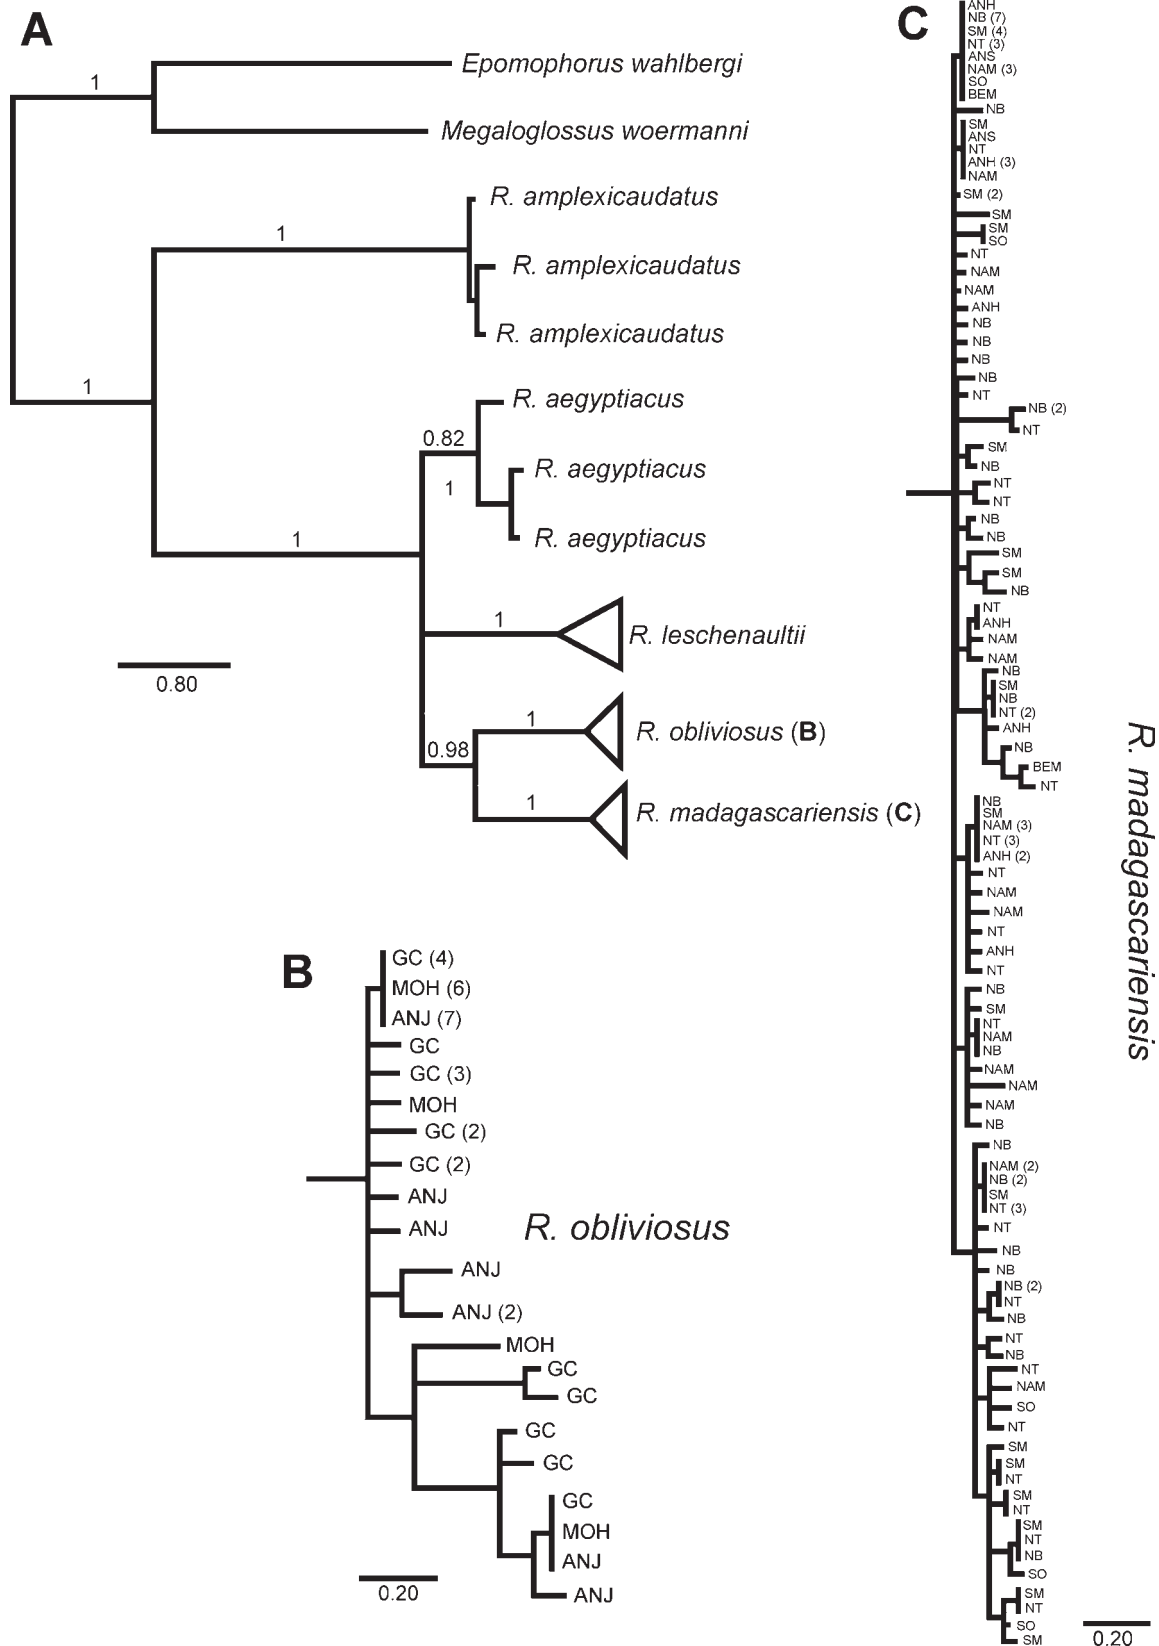 A
1
Epomophorus wahlbergi
Megaloglossus woermanni
R. amplexicaudatus
1
R. amplexicaudatus
R. amplexicaudatus
1
R. aegyptiacus
0.82
R. aegyptiacus
1
R. aegyptiacus
1
1
R. leschenaultii
0.80
1
R. obliviosus (B)
0.98
1
R. madagascariensis (C)
B
GC (4)
MOH (6)
ANJ (7)
GC
GC (3)
MOH
GC (2)
GC (2)
ANJ
ANJ
R. obliviosus
ANJ
ANJ (2)
MOH
GC
GC
GC
GC
GC
MOH
ANJ
ANJ
0.20
C
ANH
NB (7)
SM (4)
NT (3)
ANS
NAM (3)
SO
BEM
NB
SM
ANS
NT
ANH (3)
NAM
SM (2)
SM
SM
SO
NT
NAM
NAM
ANH
NB
NB
NB
NB
NT
NB (2)
NT
SM
NB
NT
NT
NB
NB
SM
SM
NB
NT
ANH
NAM
NAM
NB
SM
NB
NT (2)
ANH
NB
BEM
NT
NB
SM
NAM (3)
NT (3)
ANH (2)
NT
NAM
NAM
NT
ANH
NT
NB
SM
NT
NAM
NB
NAM
NAM
NAM
NB
NB
NAM (2)
NB (2)
SM
NT (3)
NT
NB
NB
NB (2)
NT
NB
NT
NB
NT
NAM
SO
NT
SM
SM
NT
SM
NT
SM
NT
NB
SO
SM
NT
SO
SM
R. madagascariensis
0.20